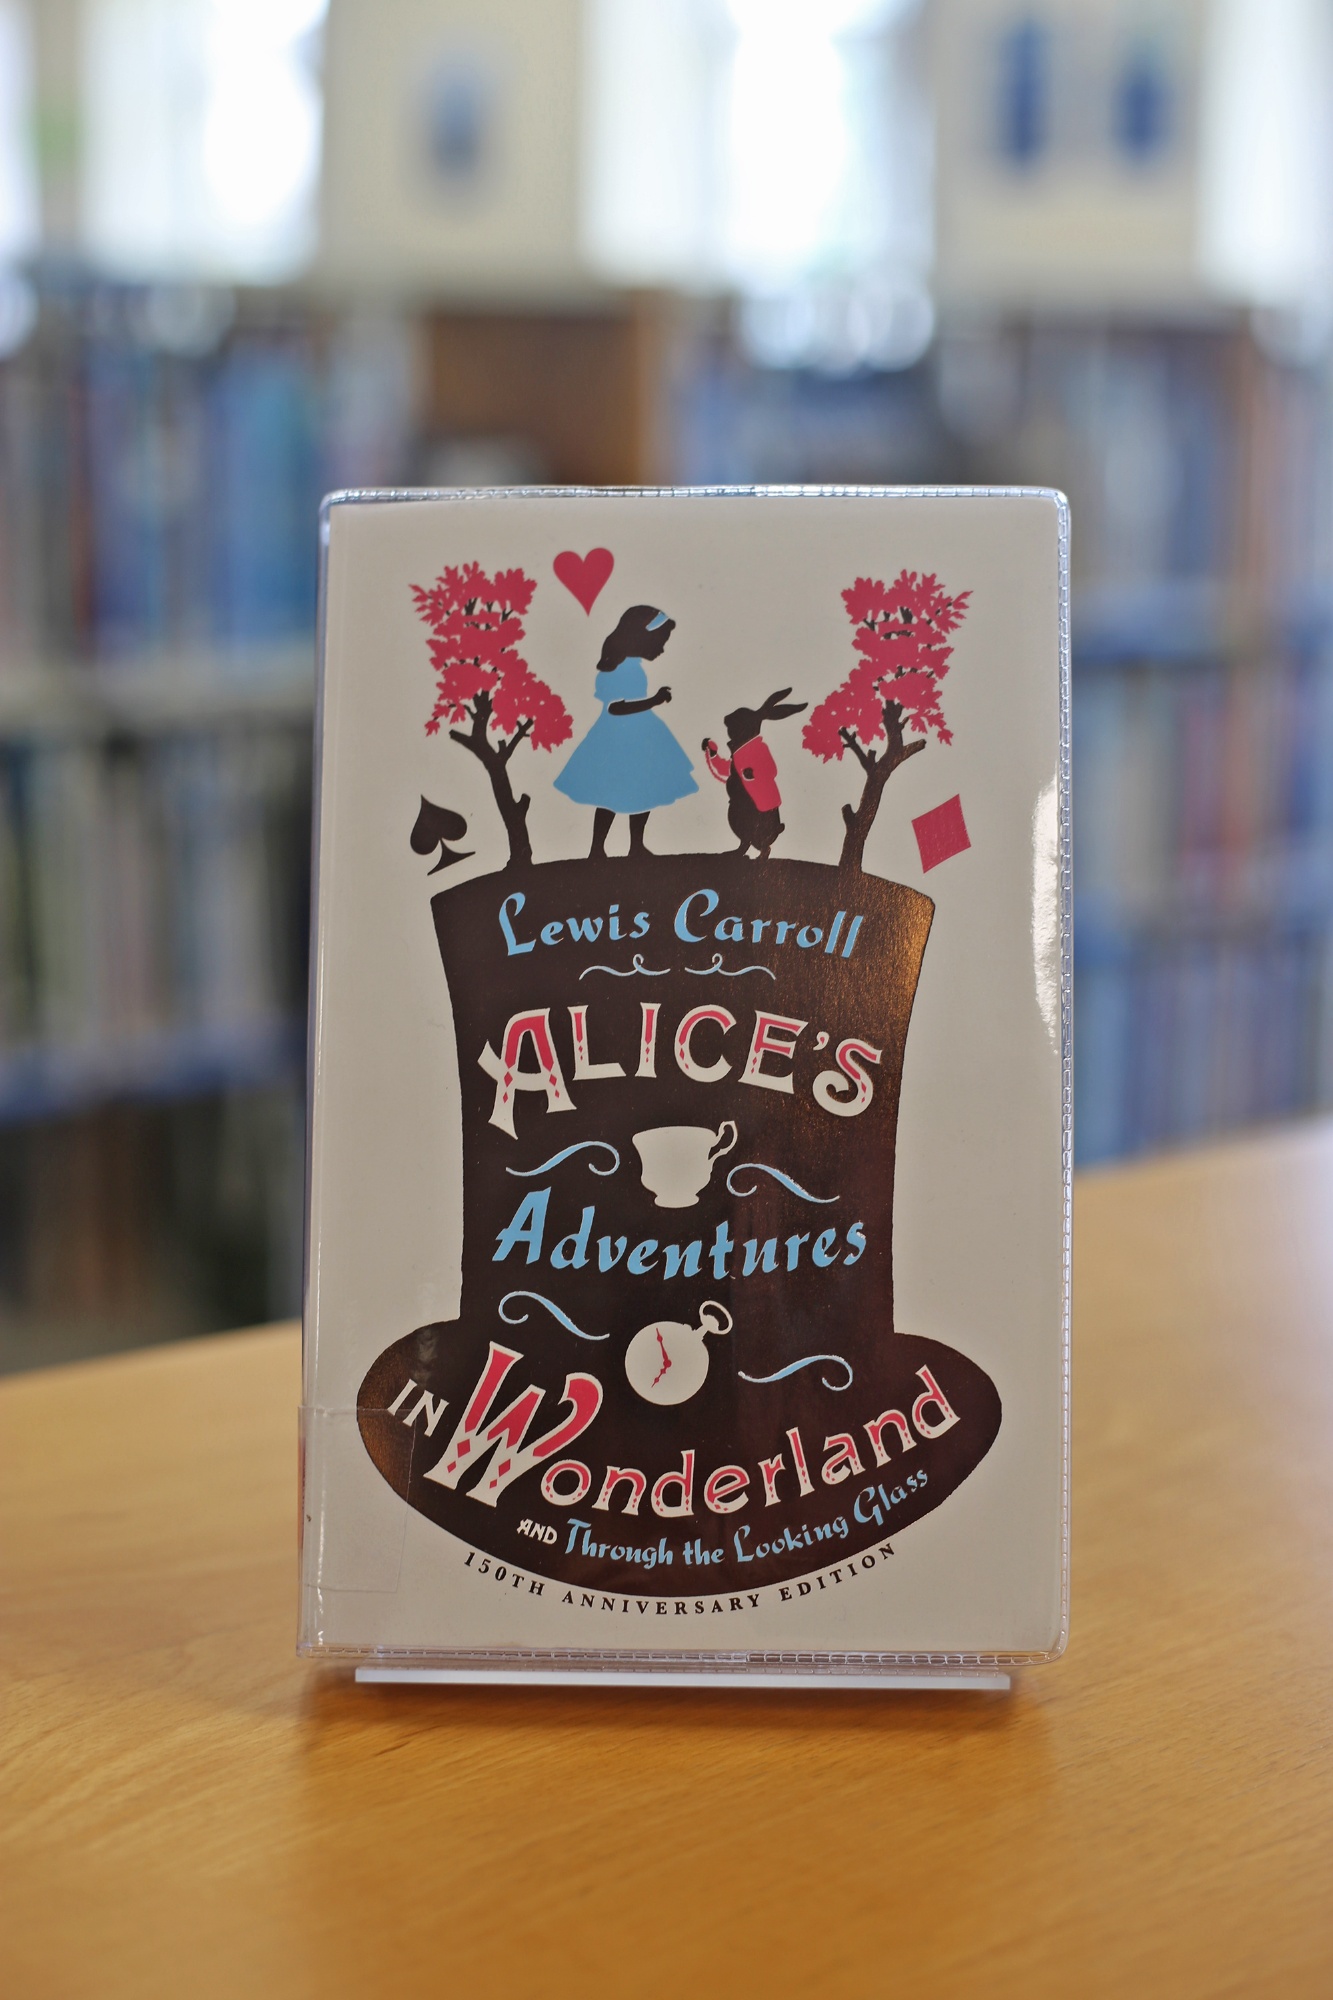 Lewis Carroll
ALICE'S
Adventures
IN Wonderland
AND Through the Looking Glass
150TH ANNIVERSARY EDITION